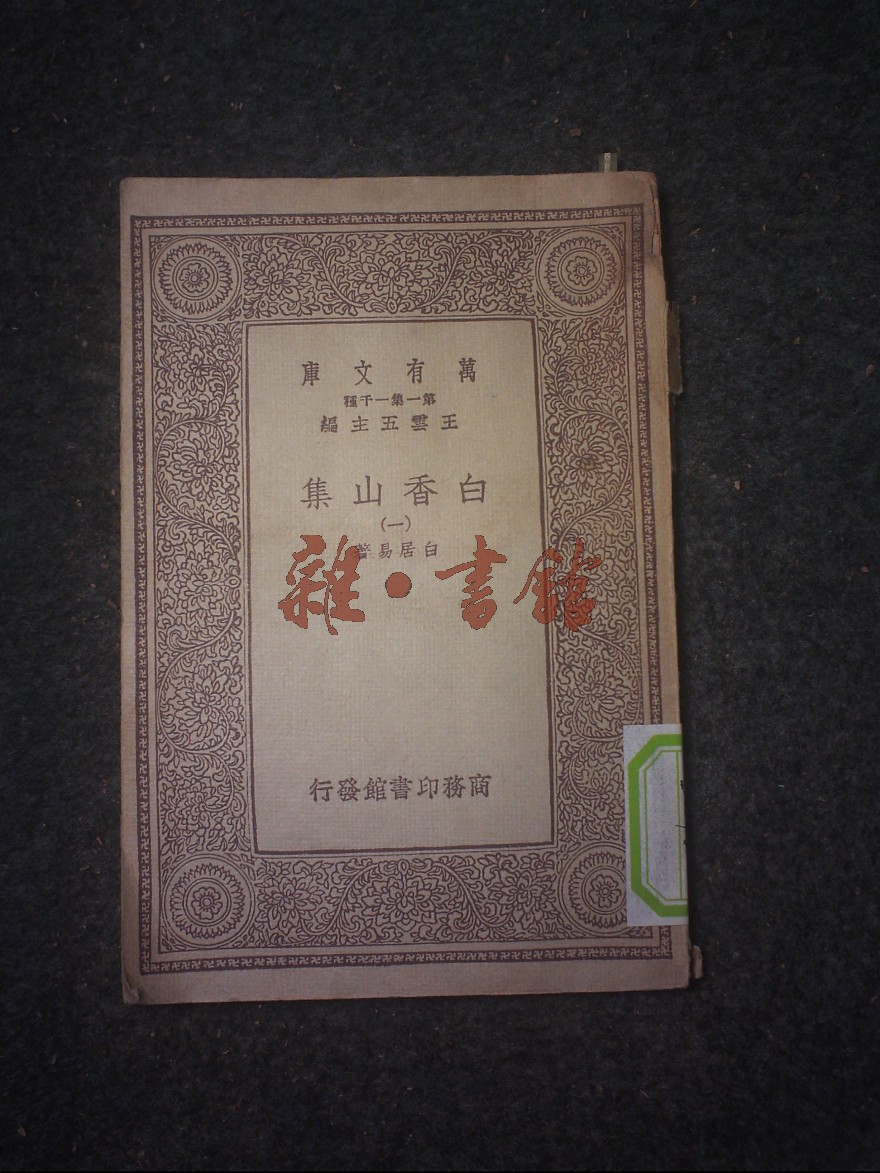 萬有文庫
第一集一千種
王雲五主編
白香山集
(一)
白居易著
雜·書館
商務印書館發行